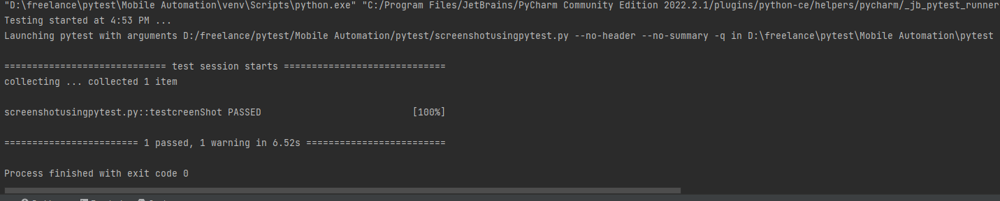 "D:\freelance\pytest\Mobile Automation\venv\Scripts\python.exe" "C:/Program Files/JetBrains/PyCharm Community Edition 2022.2.1/plugins/python-ce/helpers/pycharm/_jb_pytest_runner
Testing started at 4:53 PM ...
Launching pytest with arguments D:/freelance/pytest/Mobile Automation/pytest/screenshotusingpytest.py --no-header --no-summary -q in D:\freelance\pytest\Mobile Automation\pytest
============================= test session starts =============================
collecting ... collected 1 item
screenshotusingpytest.py::testcreenShot PASSED                           [100%]
======================== 1 passed, 1 warning in 6.52s =========================
Process finished with exit code 0